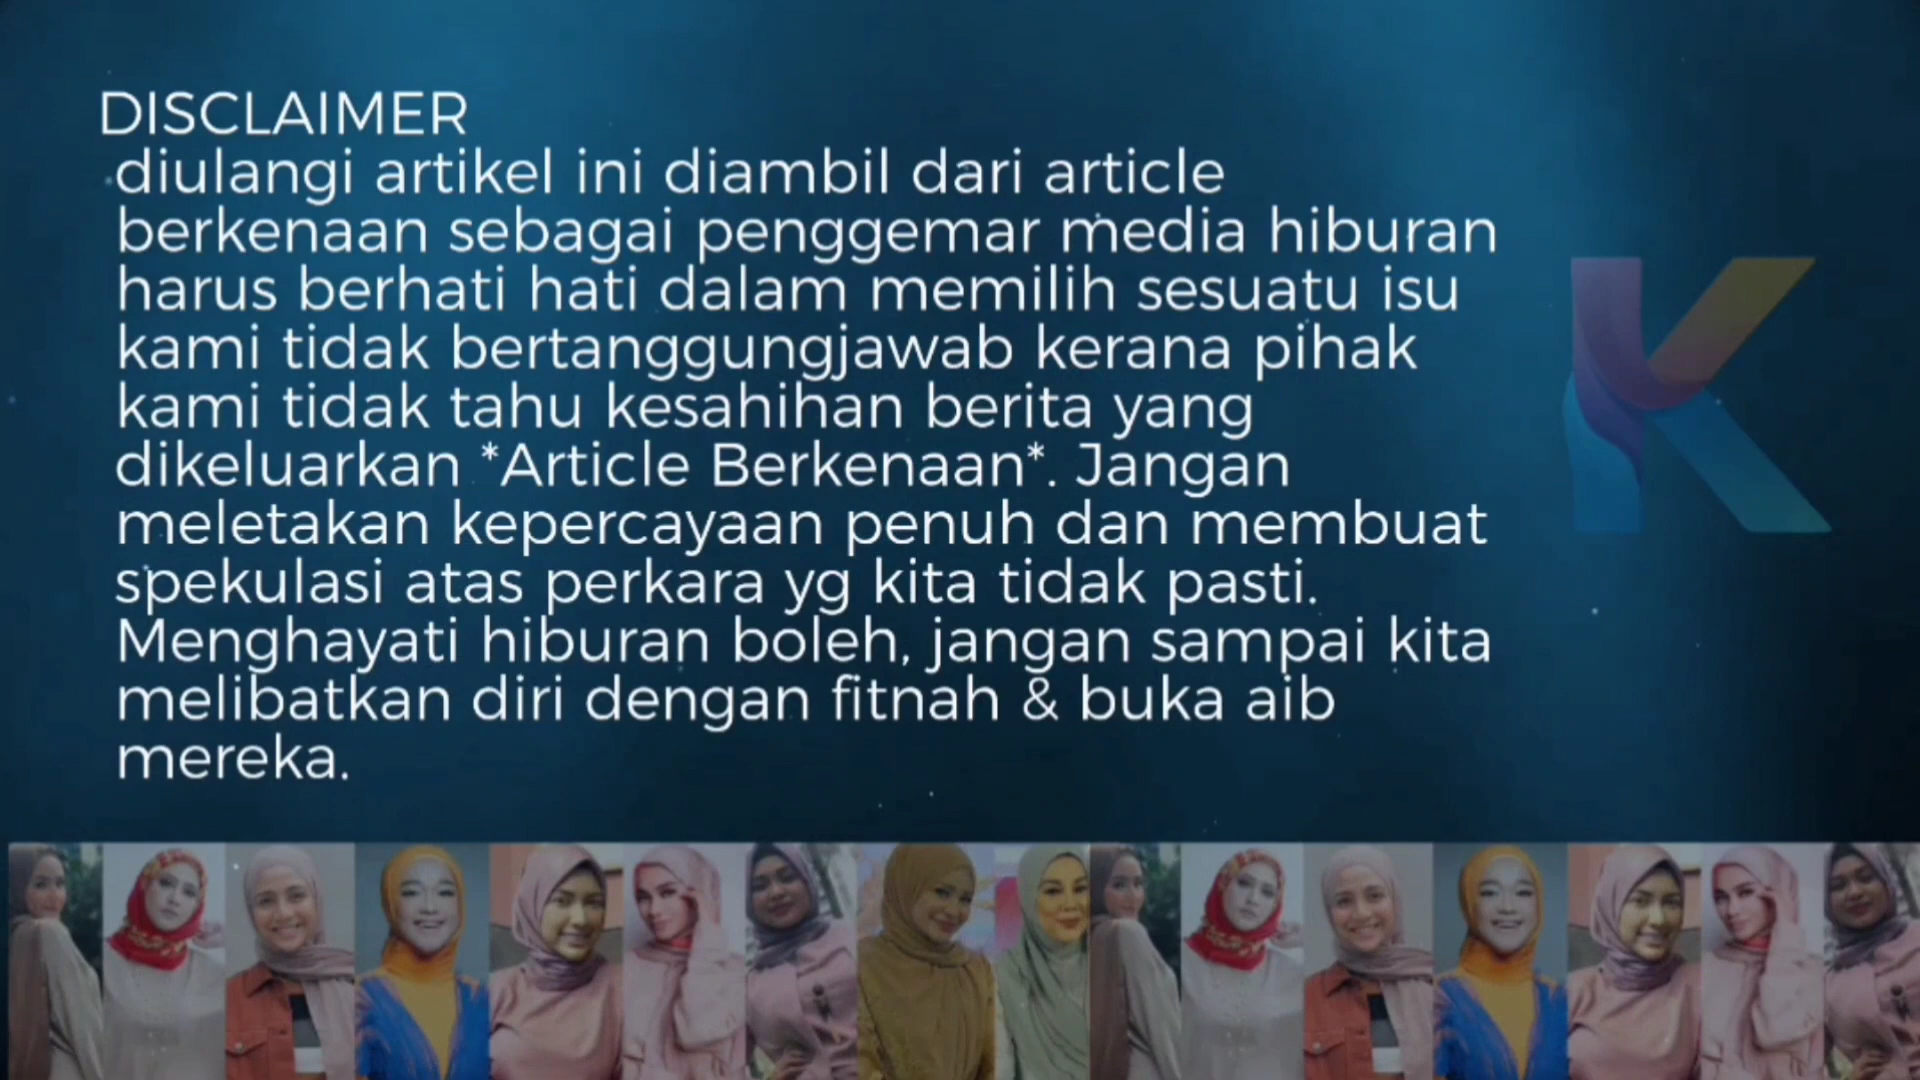 DISCLAIMER
diulangi artikel ini diambil dari article
berkenaan sebagai penggemar media hiburan
harus berhati hati dalam memilih sesuatu isu
kami tidak bertanggungjawab kerana pihak
kami tidak tahu kesahihan berita yang
dikeluarkan *Article Berkenaan*. Jangan
meletakan kepercayaan penuh dan membuat
spekulasi atas perkara yg kita tidak pasti.
Menghayati hiburan boleh, jangan sampai kita
melibatkan diri dengan fitnah & buka aib
mereka.
K